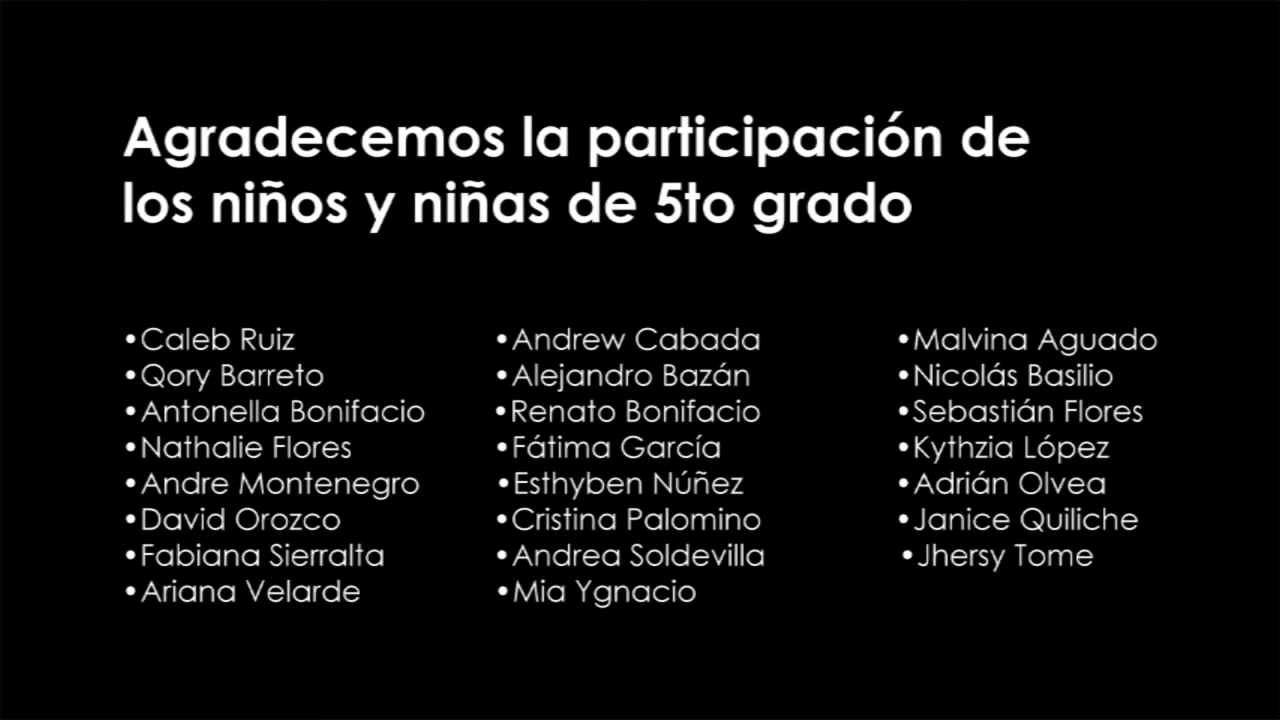 Agradecemos la participación de
los niños y niñas de 5to grado
•Caleb Ruiz
•Qory Barreto
•Antonella Bonifacio
•Nathalie Flores
•Andre Montenegro
•David Orozco
•Fabiana Sierralta
•Ariana Velarde
•Andrew Cabada
•Alejandro Bazán
•Renato Bonifacio
•Fátima García
•Esthyben Núñez
•Cristina Palomino
•Andrea Soldevilla
•Mia Ygnacio
•Malvina Aguado
•Nicolás Basilio
•Sebastián Flores
•Kythzia López
•Adrián Olvea
•Janice Quiliche
•Jhersy Tome